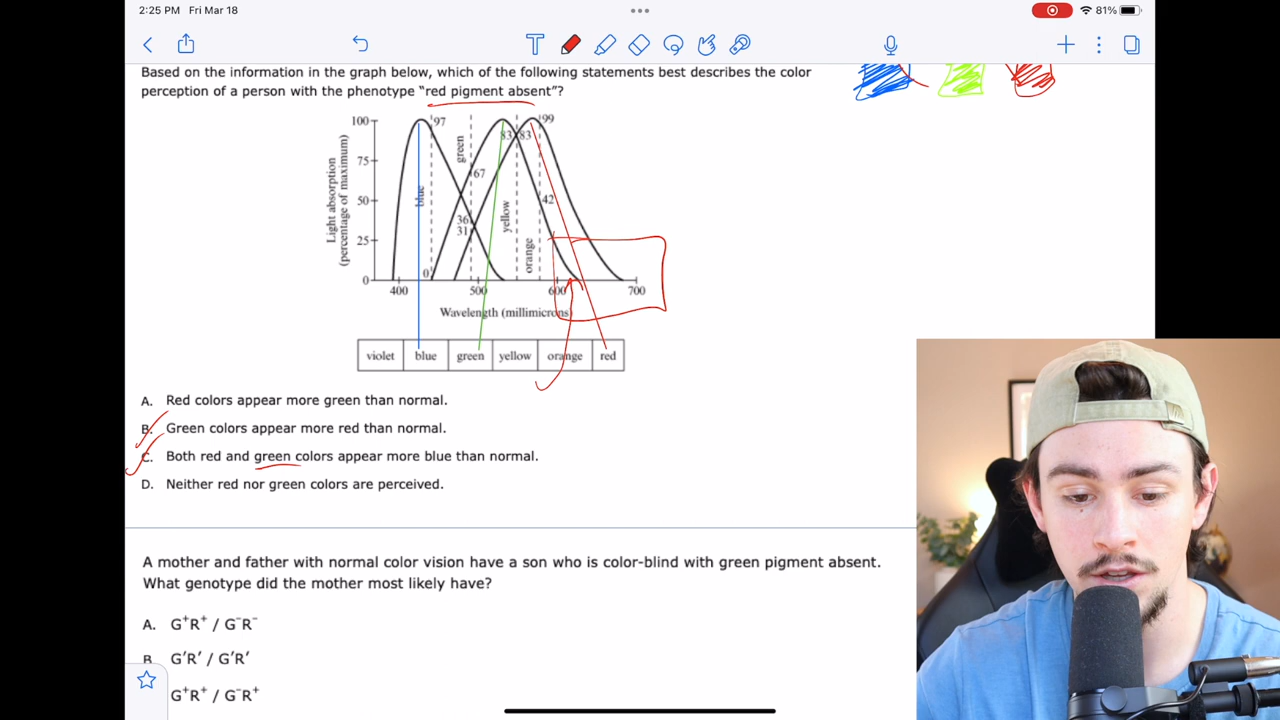 2:25 PM Fri Mar 18
81%
Based on the information in the graph below, which of the following statements best describes the color
perception of a person with the phenotype “red pigment absent”?
Light absorption
(percentage of maximum)
100
75
50
25
0
97
0
blue
green
67
36
31
83
83
yellow
99
42
orange
400
500
600
700
Wavelength (millimicrons)
violet blue green yellow orange red
A. Red colors appear more green than normal.
B. Green colors appear more red than normal.
C. Both red and green colors appear more blue than normal.
D. Neither red nor green colors are perceived.
A mother and father with normal color vision have a son who is color-blind with green pigment absent.
What genotype did the mother most likely have?
A. G⁺R⁺ / G⁻R⁻
B G′R′ / G′R′
G⁺R⁺ / G⁻R⁺